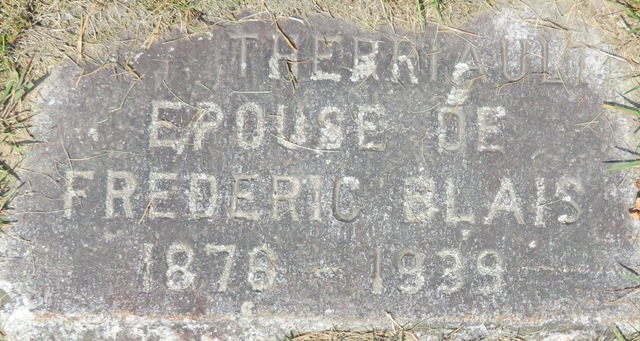 THERRIAULT
EPOUSE DE
FREDERIC BLAIS
1878 - 1939